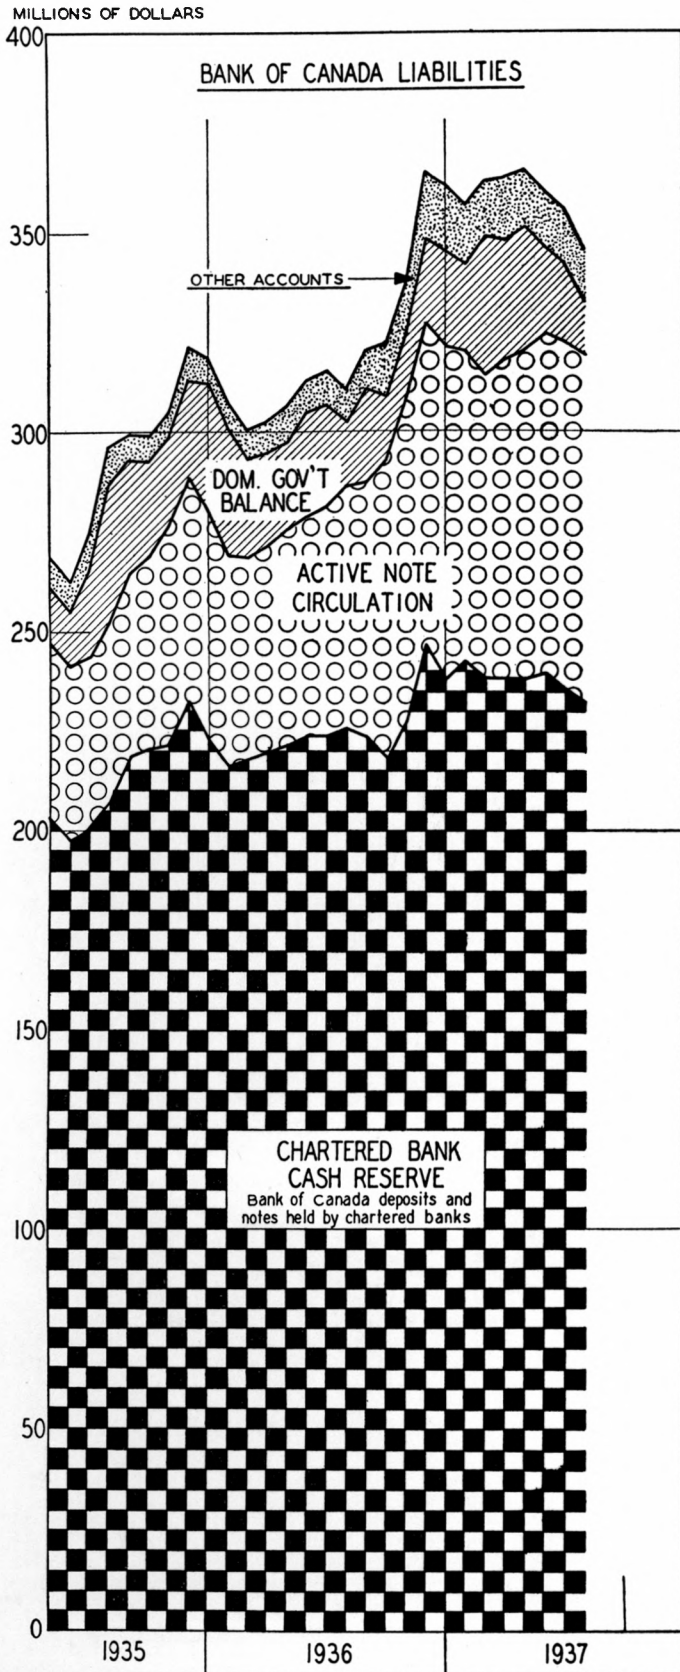 MILLIONS OF DOLLARS
400
BANK OF CANADA LIABILITIES
350
OTHER ACCOUNTS
300
DOM. GOV'T
BALANCE
ACTIVE NOTE
CIRCULATION
250
200
150
CHARTERED BANK
CASH RESERVE
Bank of Canada deposits and
notes held by chartered banks
100
50
0
1935 1936 1937